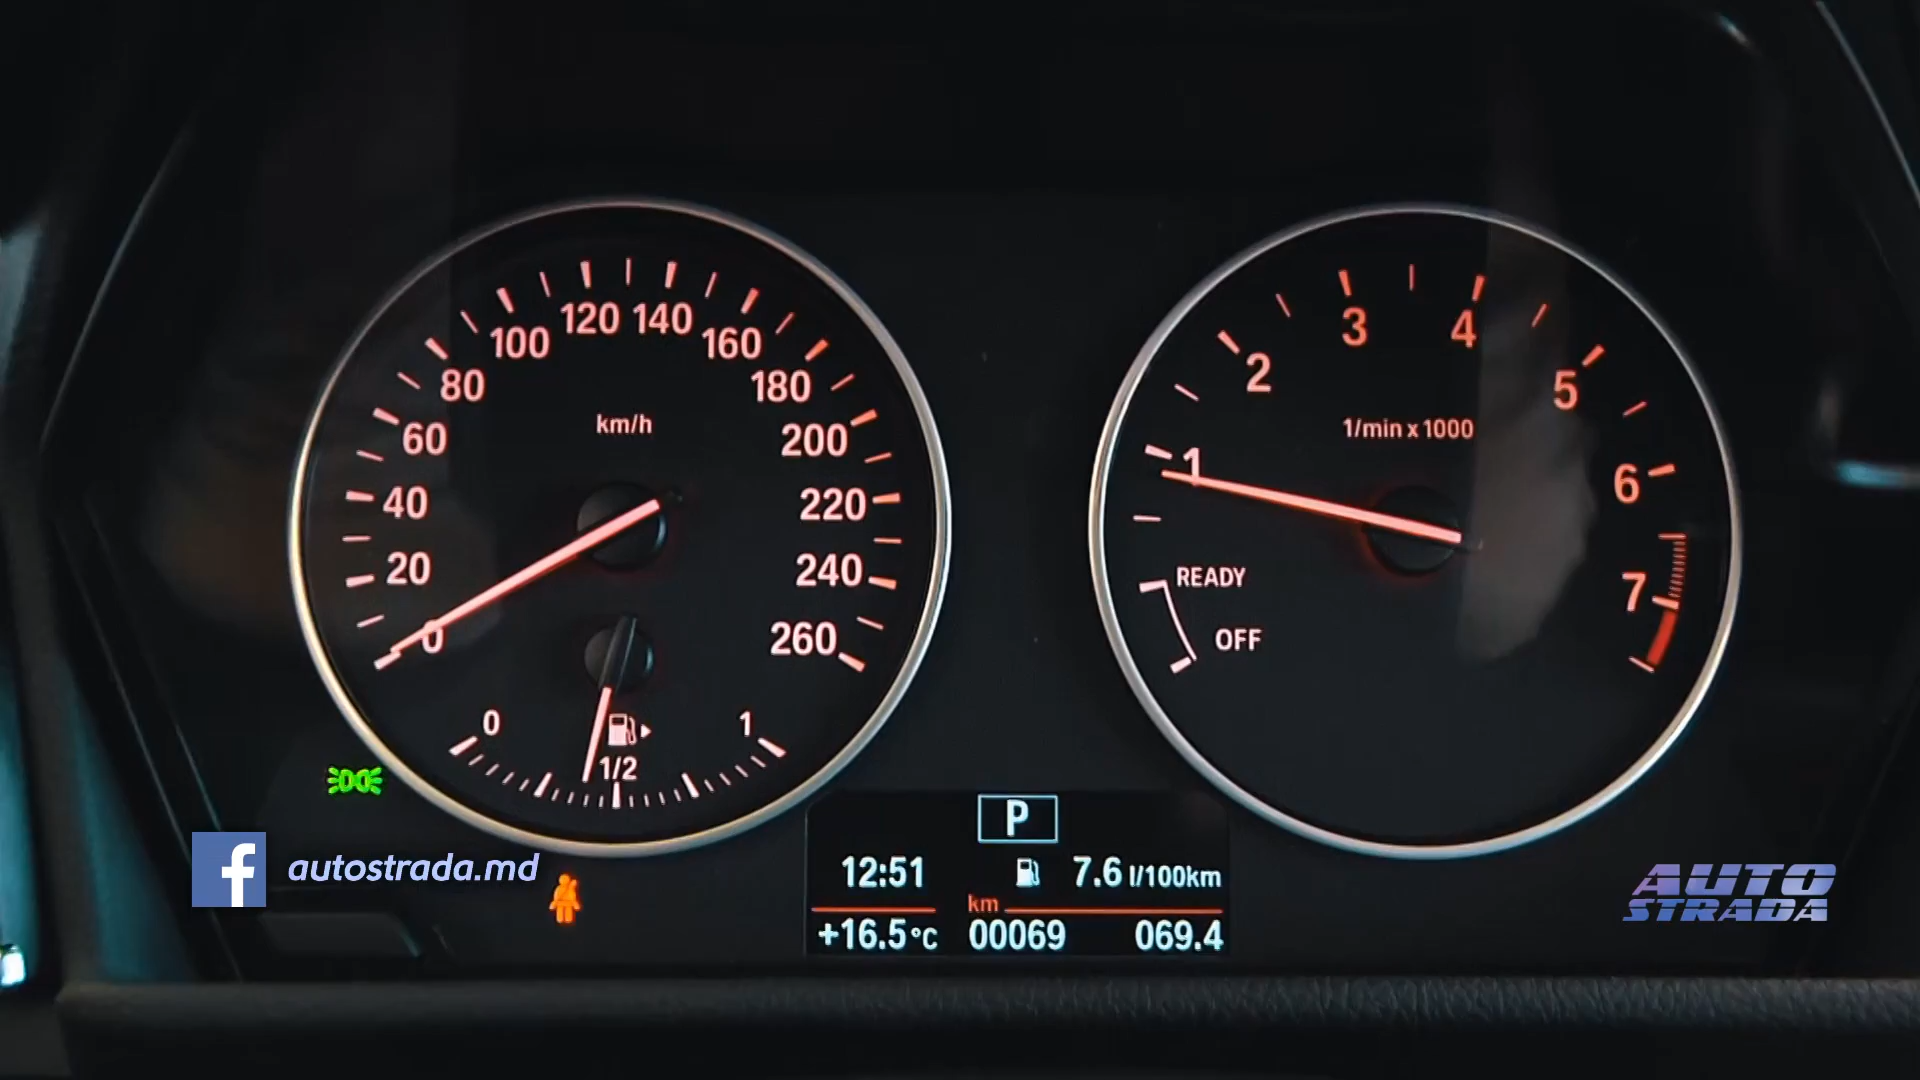 0
20
40
60
80
100
120
140
160
180
200
220
240
260
km/h
0
1/2
1
1
2
3
4
5
6
7
1/min x 1000
READY
OFF
P
12:51
7.6 l/100km
km
+16.5°C
00069
069.4
autostrada.md
AUTO
STRADA